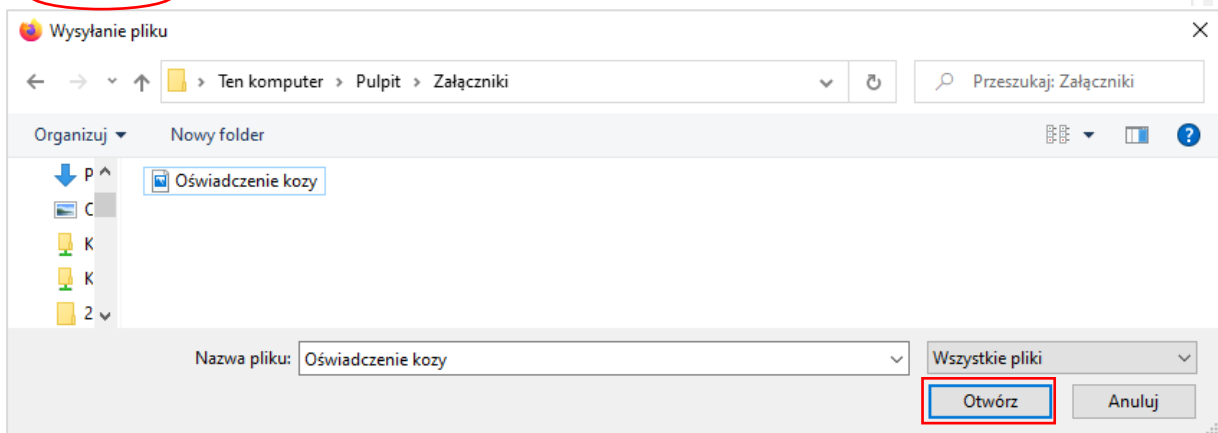 Wysyłanie pliku
Ten komputer > Pulpit > Załączniki
Przeszukaj: Załączniki
Organizuj
Nowy folder
P
Oświadczenie kozy
C
K
K
2
Nazwa pliku:
Oświadczenie kozy
Wszystkie pliki
Otwórz
Anuluj